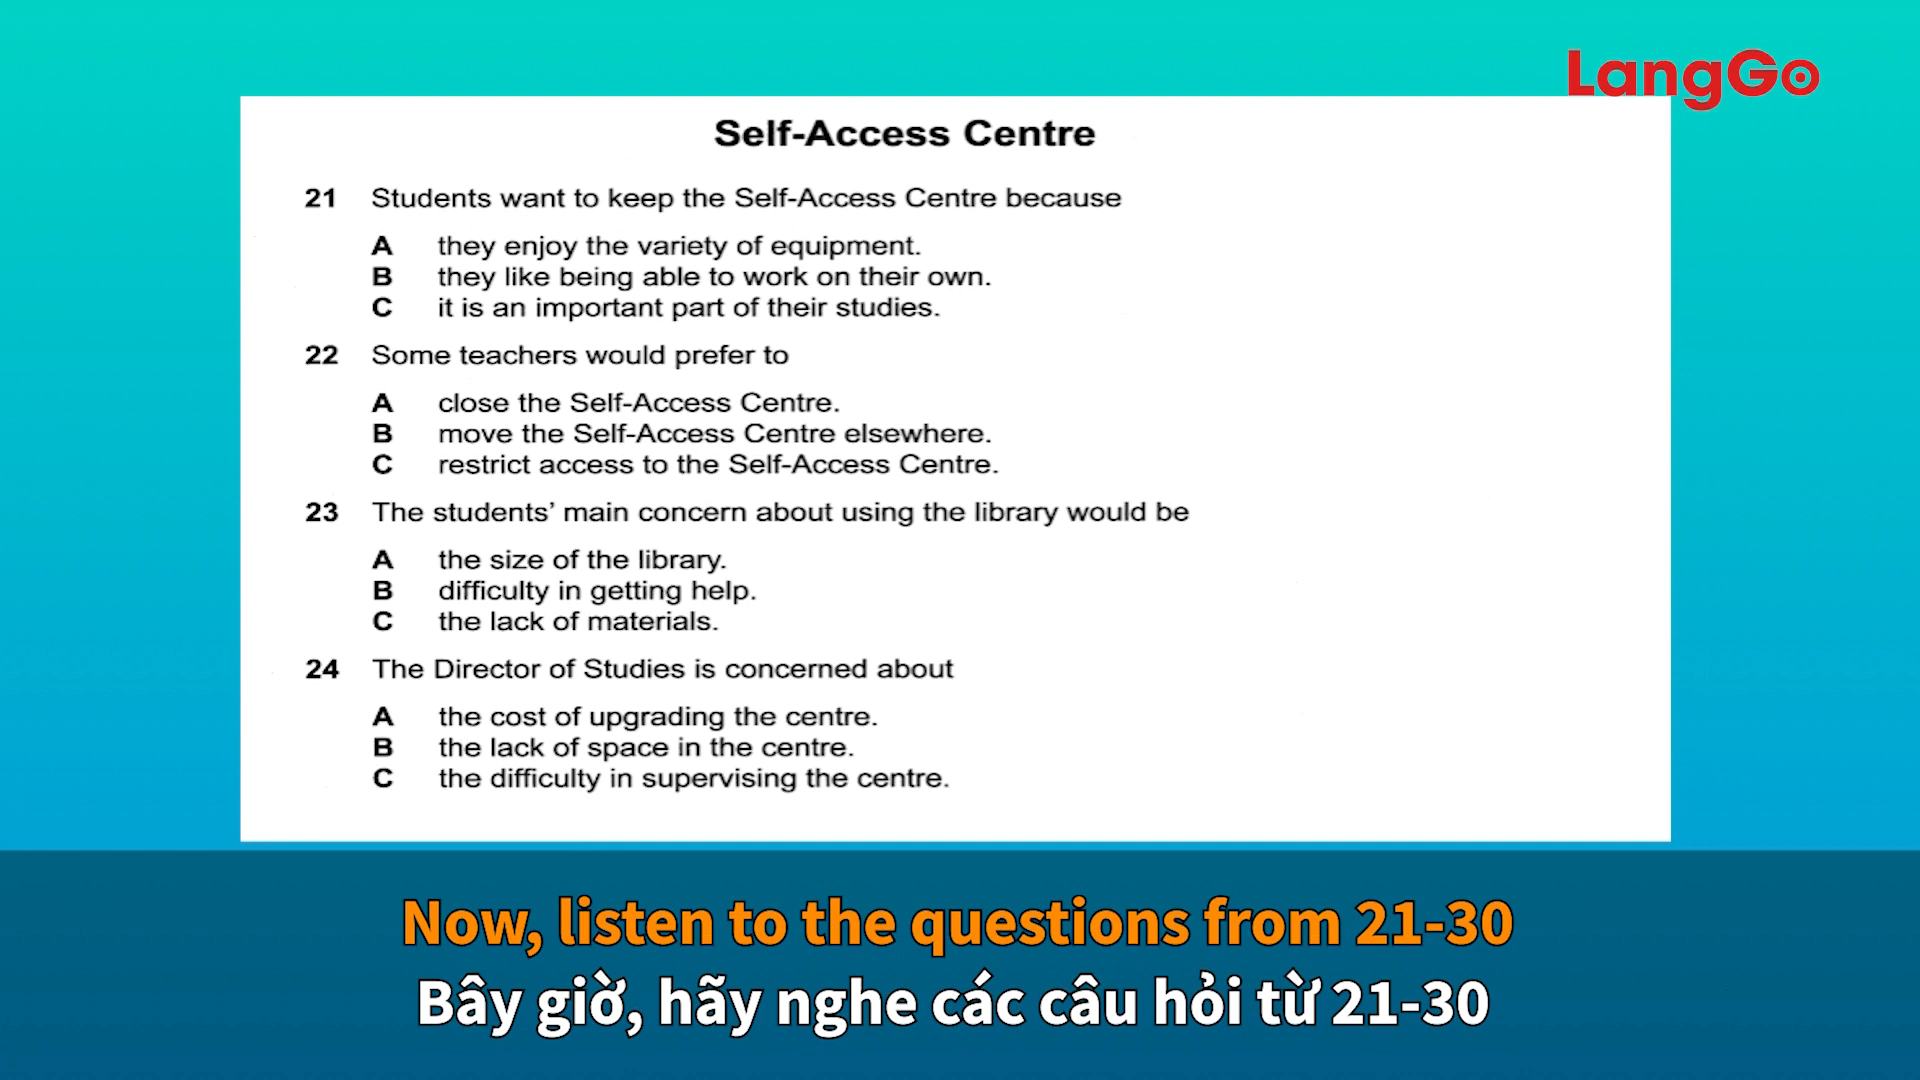 LangGo
Self-Access Centre
21 Students want to keep the Self-Access Centre because
A they enjoy the variety of equipment.
B they like being able to work on their own.
C it is an important part of their studies.
22 Some teachers would prefer to
A close the Self-Access Centre.
B move the Self-Access Centre elsewhere.
C restrict access to the Self-Access Centre.
23 The students’ main concern about using the library would be
A the size of the library.
B difficulty in getting help.
C the lack of materials.
24 The Director of Studies is concerned about
A the cost of upgrading the centre.
B the lack of space in the centre.
C the difficulty in supervising the centre.
Now, listen to the questions from 21-30
Bây giờ, hãy nghe các câu hỏi từ 21-30